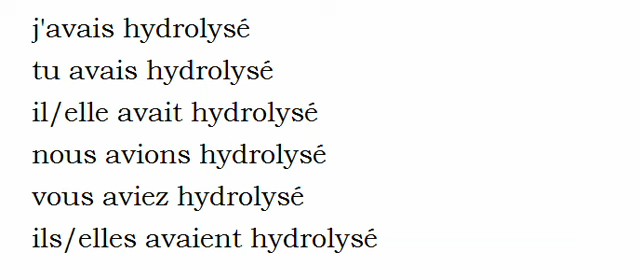 j'avais hydrolysé
tu avais hydrolysé
il/elle avait hydrolysé
nous avions hydrolysé
vous aviez hydrolysé
ils/elles avaient hydrolysé